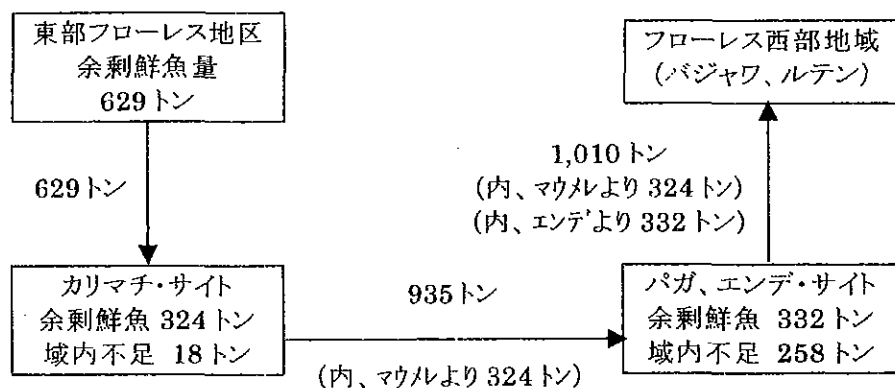 東部フローレス地区
余剰鮮魚量
629トン
フローレス西部地域
(バジャワ、ルテン)
629トン
1,010トン
(内、マウメレより 324トン)
(内、エンデより 332トン)
カリマチ・サイト
余剰鮮魚 324トン
域内不足 18トン
935トン
(内、マウメレより 324トン)
パガ、エンデ・サイト
余剰鮮魚 332トン
域内不足 258トン